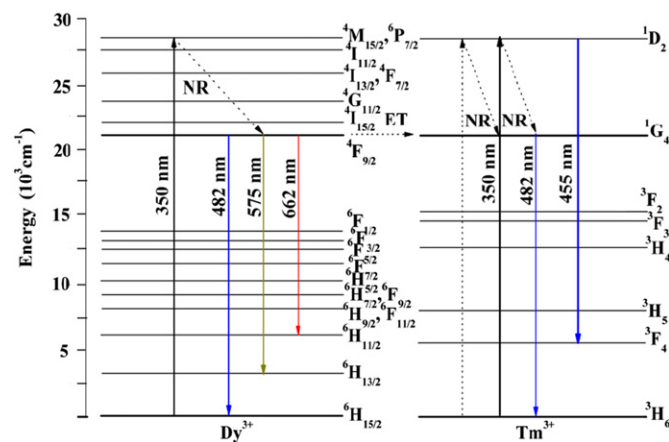 Energy (10³cm⁻¹)
30
25
20
15
10
5
0
⁴M₁₅/₂,⁶P₇/₂
⁴I₁₁/₂
⁴I₁₃/₂,⁴F₇/₂
⁴G₁₁/₂
⁴I₁₅/₂ ET
⁴F₉/₂
NR
350 nm
482 nm
575 nm
662 nm
⁶F₁/₂
⁶F₃/₂
⁶F₅/₂
⁶H₇/₂
⁶H₅/₂
⁶H₇/₂,⁶F₉/₂
⁶H₉/₂,⁶F₁₁/₂
⁶H₁₁/₂
⁶H₁₃/₂
⁶H₁₅/₂
Dy³⁺
¹D₂
¹G₄
NR
NR
350 nm
482 nm
455 nm
³F₂
³F₃
³H₄
³H₅
³F₄
³H₆
Tm³⁺